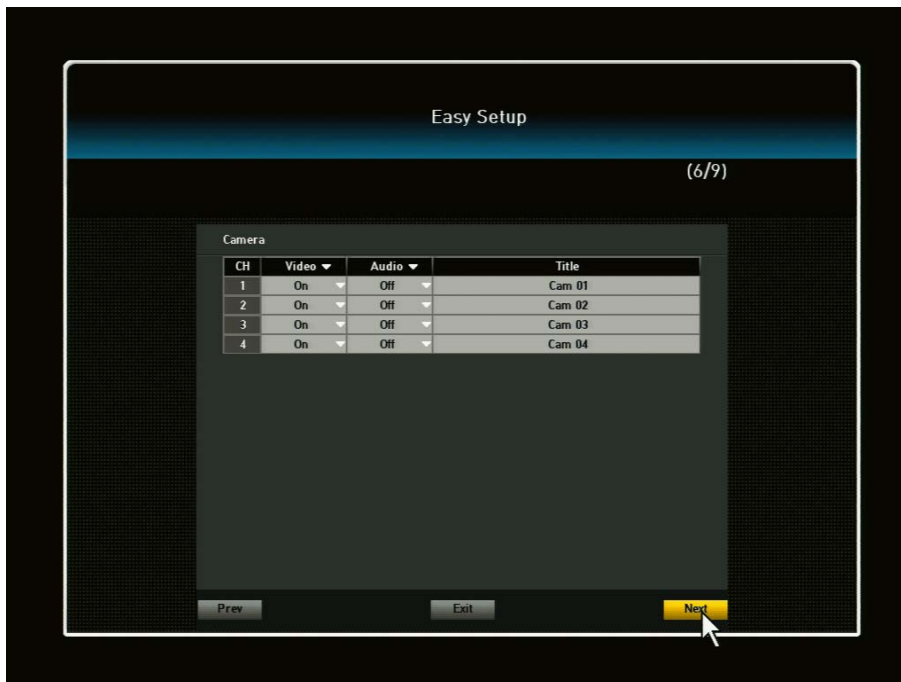 Easy Setup
(6/9)
Camera
CH Video Audio Title
1 On Off Cam 01
2 On Off Cam 02
3 On Off Cam 03
4 On Off Cam 04
Prev Exit Next